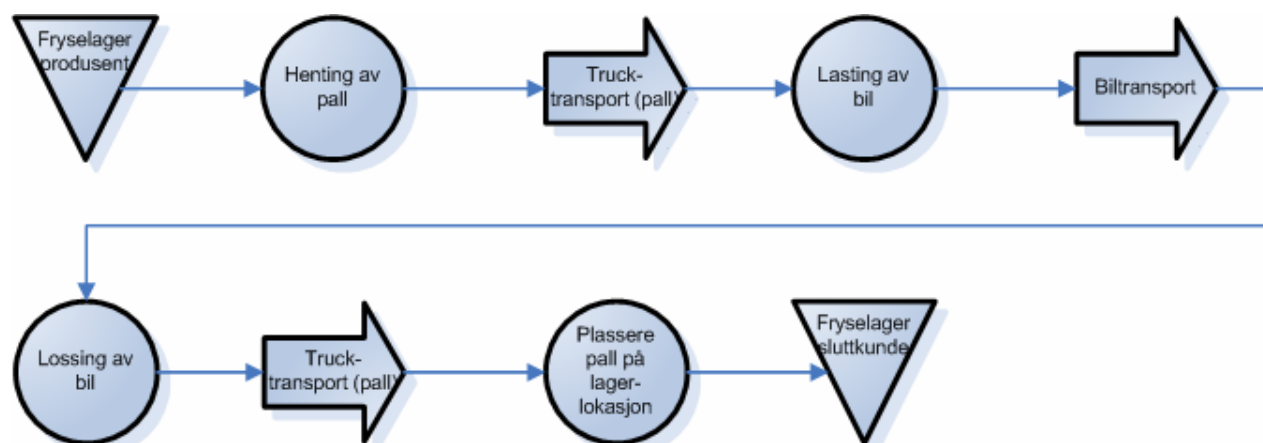 Fryselager
produsent
Henting av
pall
Truck-
transport (pall)
Lasting av
bil
Biltransport
Lossing av
bil
Truck-
transport (pall)
Plassere
pall på
lager-
lokasjon
Fryselager
sluttkunde